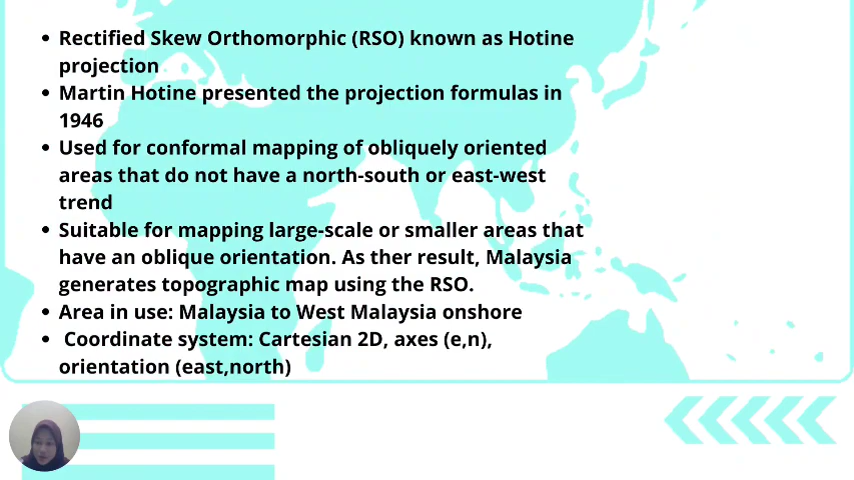 • Rectified Skew Orthomorphic (RSO) known as Hotine
projection
• Martin Hotine presented the projection formulas in
1946
• Used for conformal mapping of obliquely oriented
areas that do not have a north-south or east-west
trend
• Suitable for mapping large-scale or smaller areas that
have an oblique orientation. As ther result, Malaysia
generates topographic map using the RSO.
• Area in use: Malaysia to West Malaysia onshore
• Coordinate system: Cartesian 2D, axes (e,n),
orientation (east,north)